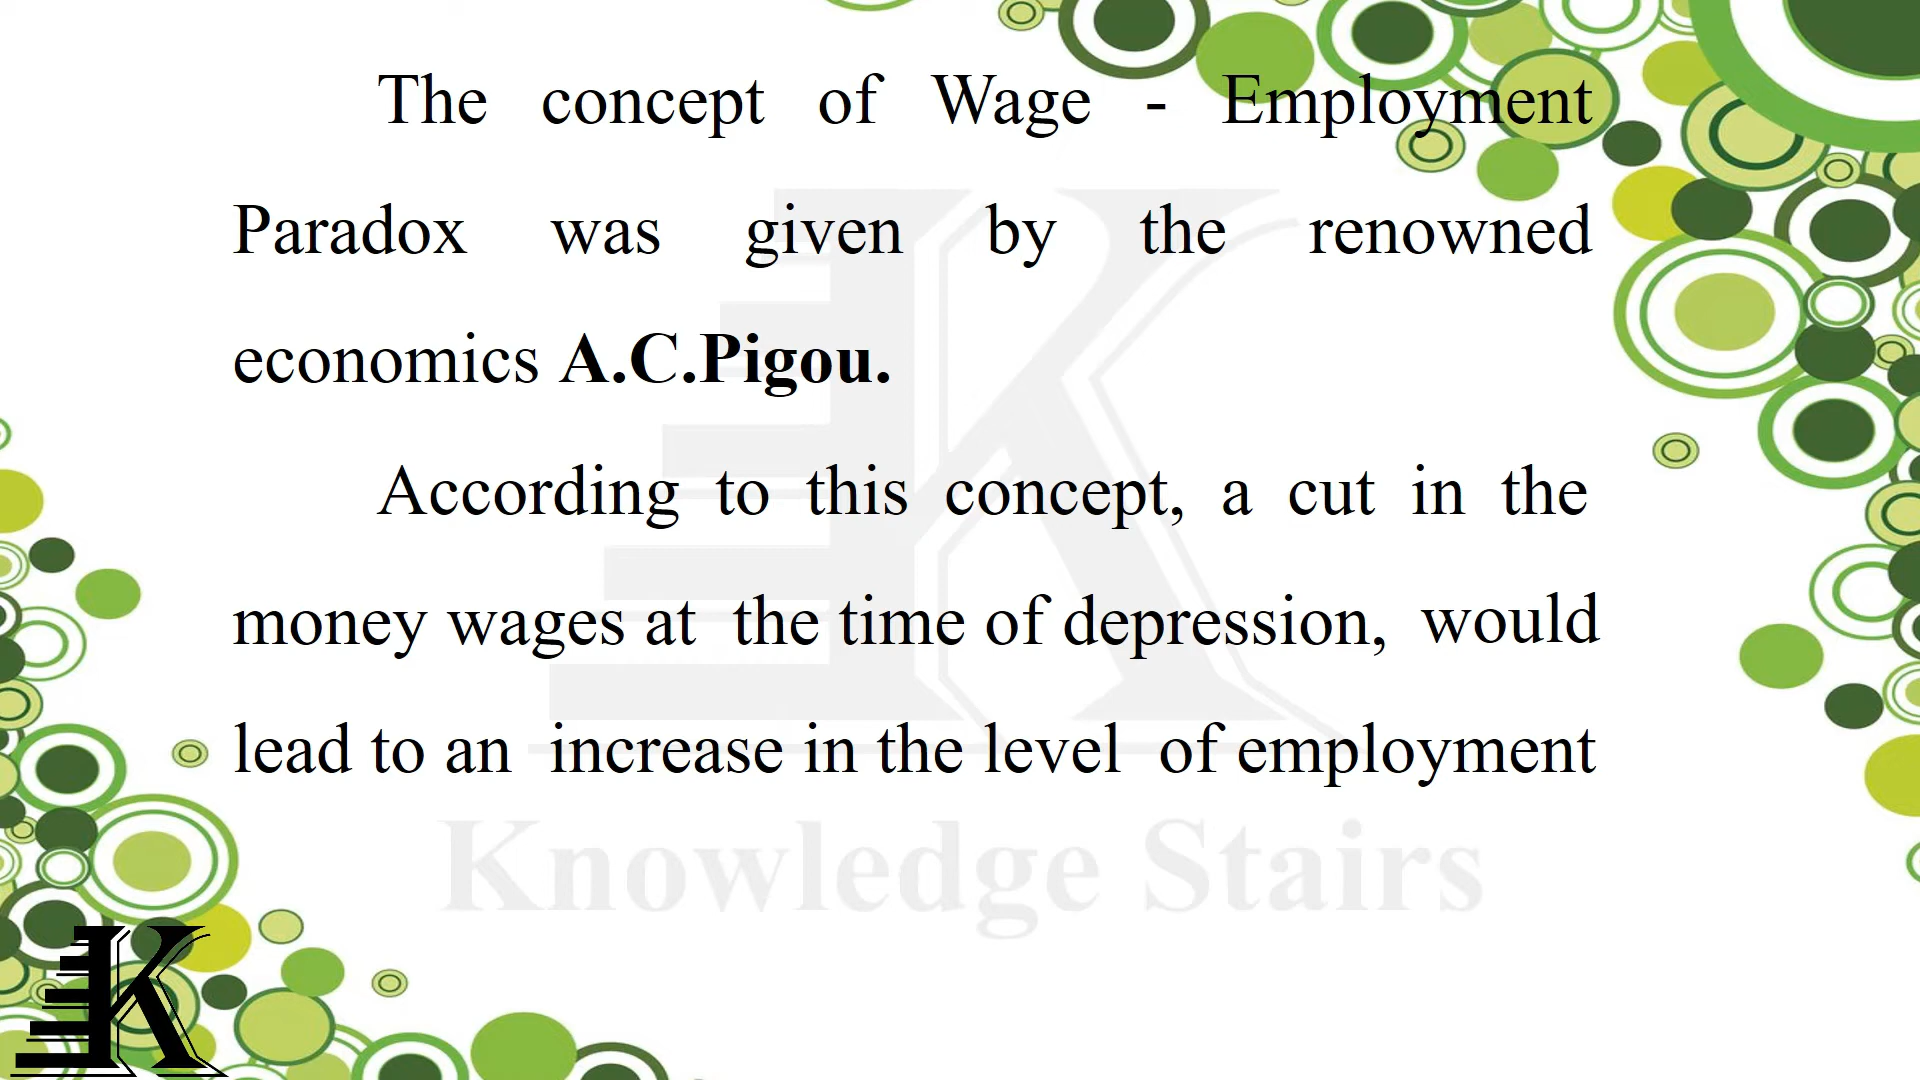 The concept of Wage - Employment
Paradox was given by the renowned
economics A.C.Pigou.
According to this concept, a cut in the
money wages at the time of depression, would
lead to an increase in the level of employment
Knowledge Stairs
K
K